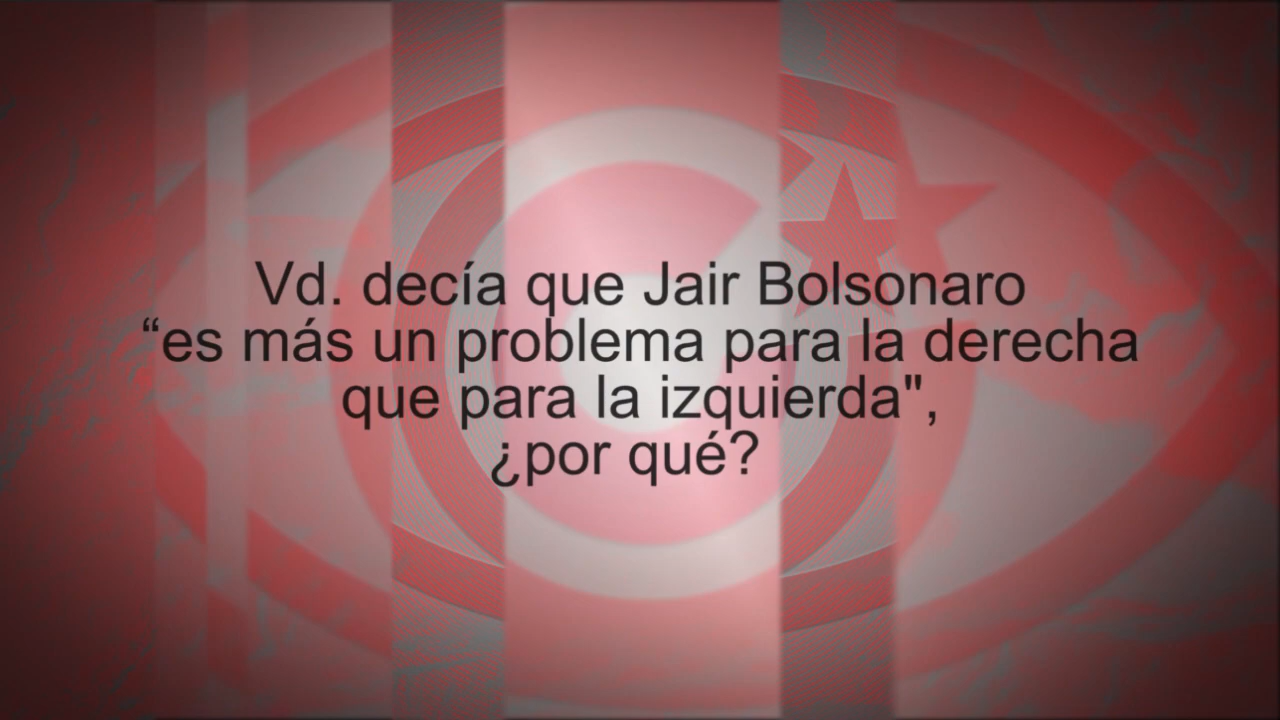 Vd. decía que Jair Bolsonaro
“es más un problema para la derecha
que para la izquierda",
¿por qué?